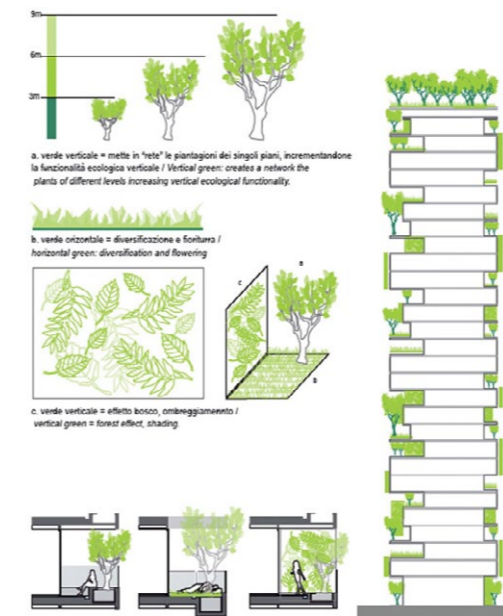 9m
6m
3m
a. verde verticale = mette in "rete" le piantagioni dei singoli piani, incrementandone
la funzionalità ecologica verticale / Vertical green: creates a network the
plants of different levels increasing vertical ecological functionality.
b. verde orizontale = diversificazione e fioritura /
horizontal green: diversification and flowering
c
a
b
c. verde verticale = effetto bosco, ombreggiamennto /
vertical green = forest effect, shading.